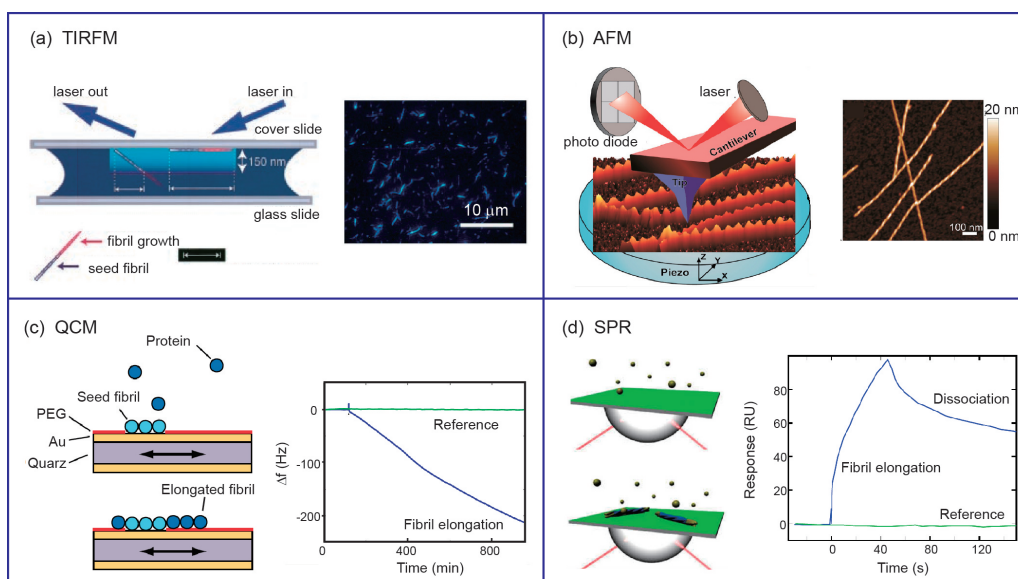 (a) TIRFM
laser out
laser in
cover slide
150 nm
glass slide
fibril growth
seed fibril
10 µm
(b) AFM
laser
photo diode
Cantilever
Tip
Piezo
Z
Y
X
20 nm
100 nm
0 nm
(c) QCM
Protein
Seed fibril
PEG
Au
Quarz
Elongated fibril
Δf (Hz)
0
-100
-200
Reference
Fibril elongation
0
400
800
Time (min)
(d) SPR
Response (RU)
80
60
40
20
0
Dissociation
Fibril elongation
Reference
0
40
80
120
Time (s)